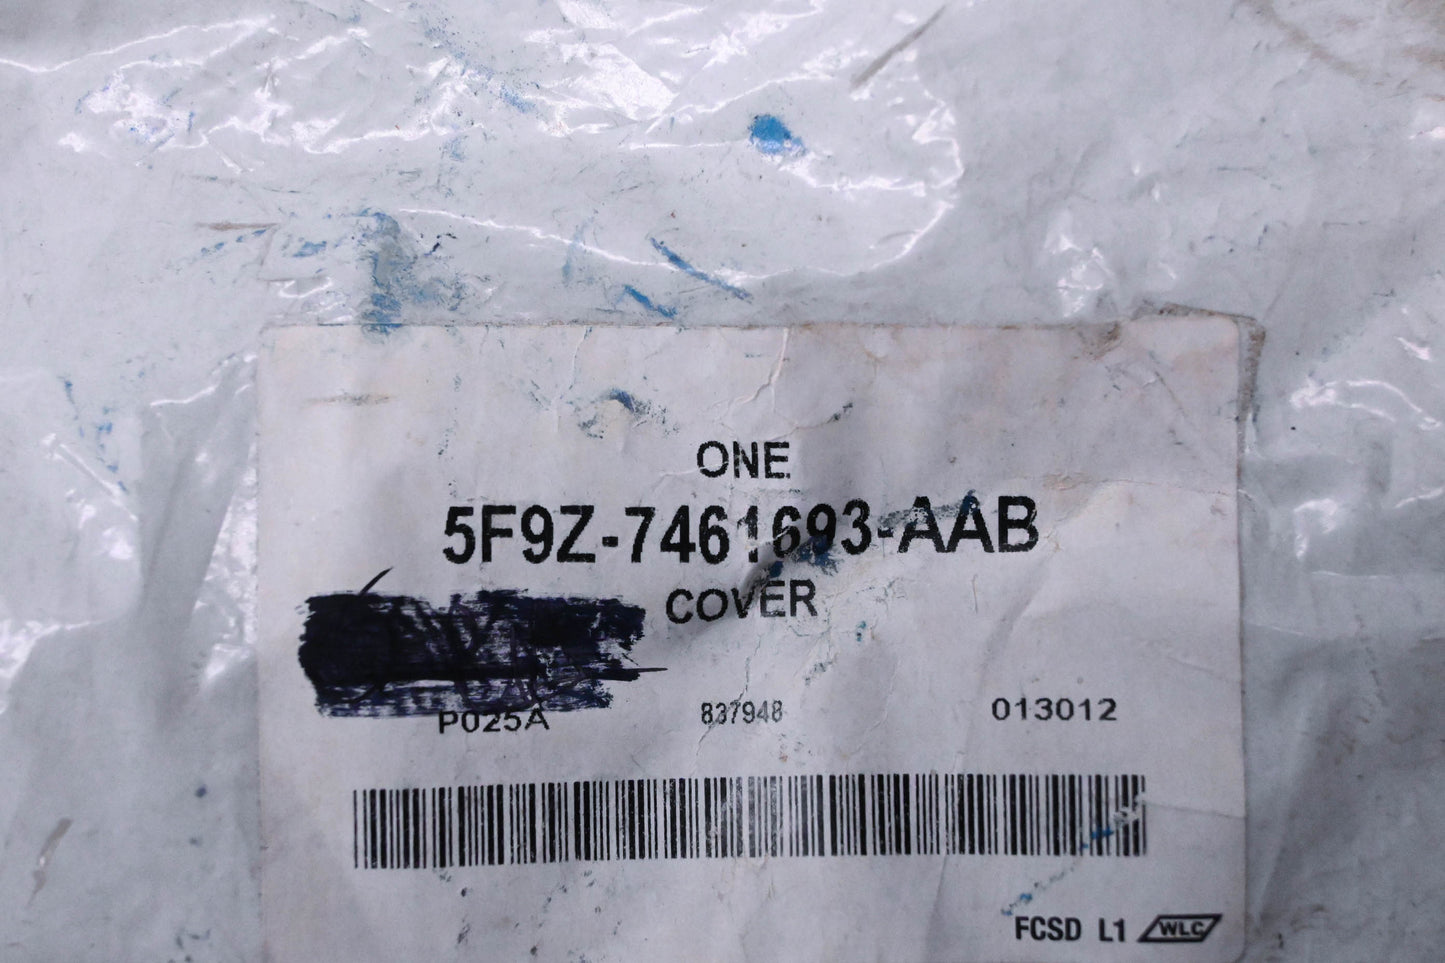 ONE
5F9Z-7461693-AAB
COVER
P025A 837948 013012
FCSD L1 WLC